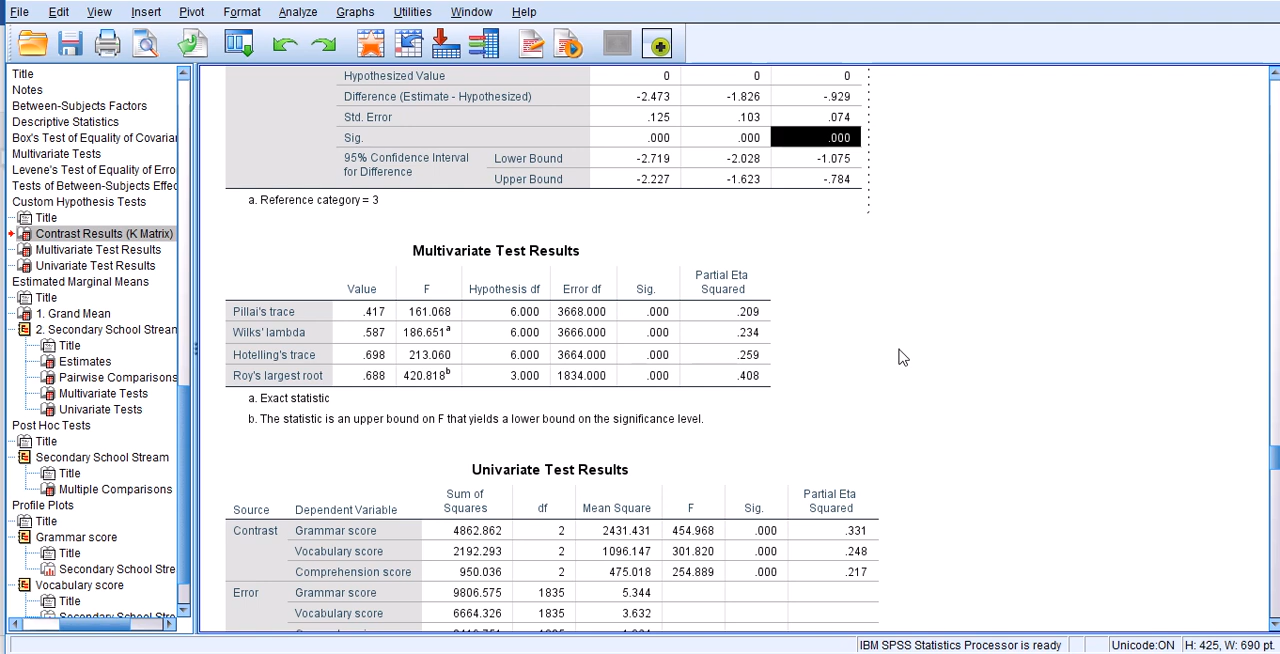 File Edit View Insert Pivot Format Analyze Graphs Utilities Window Help
Title
Notes
Between-Subjects Factors
Descriptive Statistics
Box's Test of Equality of Covarian
Multivariate Tests
Levene's Test of Equality of Erro
Tests of Between-Subjects Effec
Custom Hypothesis Tests
Title
Contrast Results (K Matrix)
Multivariate Test Results
Univariate Test Results
Estimated Marginal Means
Title
1. Grand Mean
2. Secondary School Stream
Title
Estimates
Pairwise Comparisons
Multivariate Tests
Univariate Tests
Post Hoc Tests
Title
Secondary School Stream
Title
Multiple Comparisons
Profile Plots
Title
Grammar score
Title
Secondary School Stre
Vocabulary score
Title
Secondary School Stre
Hypothesized Value 0 0 0
Difference (Estimate - Hypothesized) -2.473 -1.826 -.929
Std. Error .125 .103 .074
Sig. .000 .000 .000
95% Confidence Interval for Difference Lower Bound -2.719 -2.028 -1.075
Upper Bound -2.227 -1.623 -.784
a. Reference category = 3
Multivariate Test Results
Value F Hypothesis df Error df Sig. Partial Eta Squared
Pillai's trace .417 161.068 6.000 3668.000 .000 .209
Wilks' lambda .587 186.651a 6.000 3666.000 .000 .234
Hotelling's trace .698 213.060 6.000 3664.000 .000 .259
Roy's largest root .688 420.818b 3.000 1834.000 .000 .408
a. Exact statistic
b. The statistic is an upper bound on F that yields a lower bound on the significance level.
Univariate Test Results
Source Dependent Variable Sum of Squares df Mean Square F Sig. Partial Eta Squared
Contrast Grammar score 4862.862 2 2431.431 454.968 .000 .331
Vocabulary score 2192.293 2 1096.147 301.820 .000 .248
Comprehension score 950.036 2 475.018 254.889 .000 .217
Error Grammar score 9806.575 1835 5.344
Vocabulary score 6664.326 1835 3.632
IBM SPSS Statistics Processor is ready Unicode:ON H: 425, W: 690 pt.